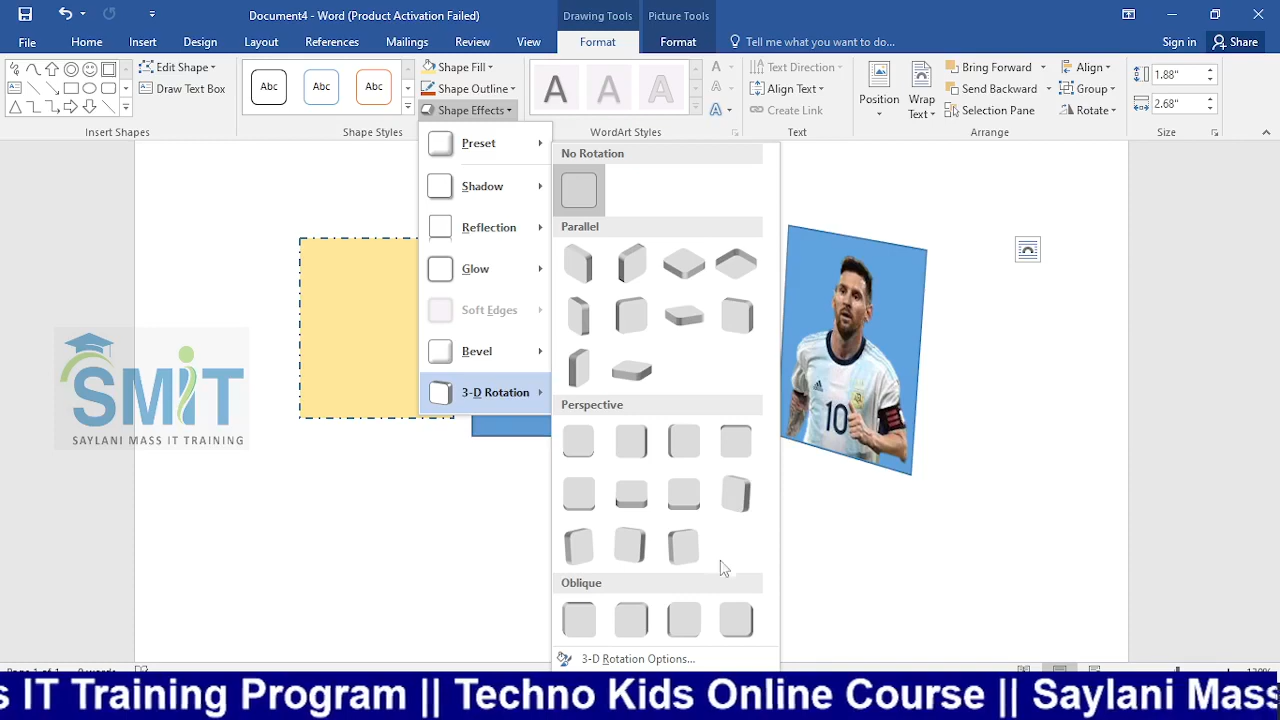 Document4 - Word (Product Activation Failed)
Drawing Tools
Picture Tools
File
Home
Insert
Design
Layout
References
Mailings
Review
View
Format
Format
Tell me what you want to do...
Sign in
Share
Edit Shape
Draw Text B
Insert Shapes
Abc
Abc
Abc
Shape Styles
Shape Fill
Shape Outline
Shape Effects
A
A
A
WordArt Styles
Text Direction
Align Text
Create Link
Text
Position
Wrap
Text
Bring Forward
Send Backward
Selection Pane
Align
Group
Rotate
Arrange
1.88"
2.68"
Size
Preset
Shadow
Reflection
Glow
Soft Edges
Bevel
3-D Rotation
No Rotation
Parallel
Perspective
Oblique
3-D Rotation Options...
SMiT
SAYLANI MASS IT TRAINING
10
s IT Training Program || Techno Kids Online Course || Saylani Mass